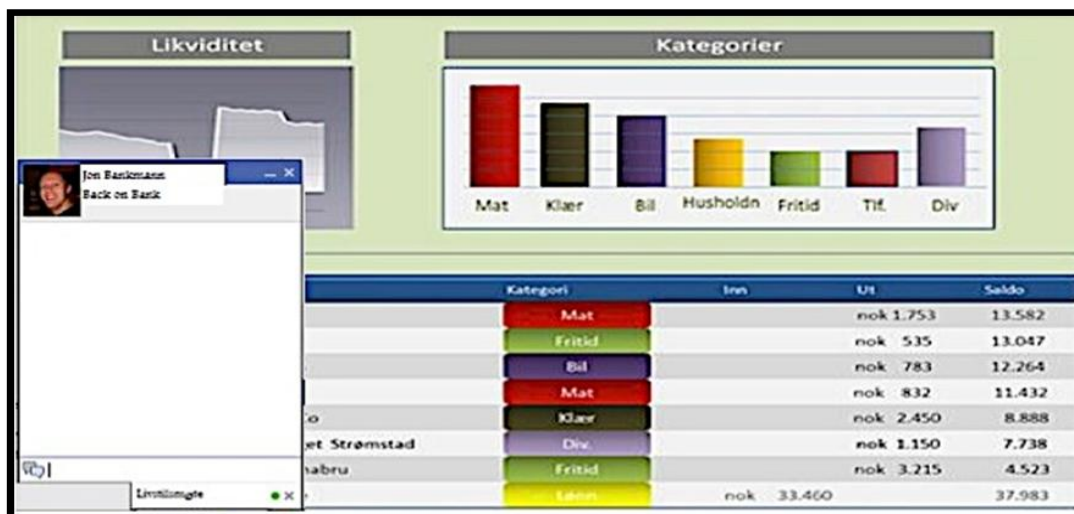 Likviditet
Kategorier
Mat Klær Bil Husholdn Fritid Tlf. Div
Jon Bankmann
Back on Bank
Kategori Inn Ut Saldo
Mat nok 1.753 13.582
Fritid nok 535 13.047
Bil nok 783 12.264
Mat nok 832 11.432
Klær nok 2.450 8.888
et Strømstad Div. nok 1.150 7.738
nabru Fritid nok 3.215 4.523
Lønn nok 33.460 37.983